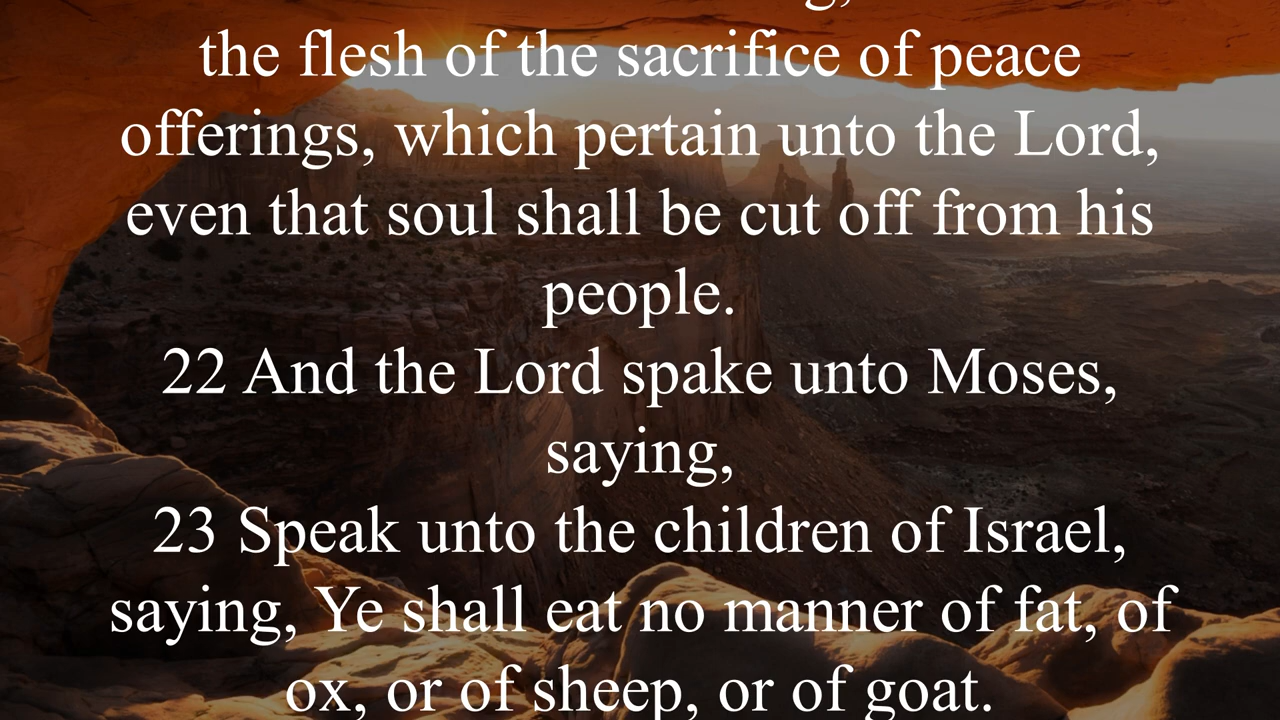 the flesh of the sacrifice of peace
offerings, which pertain unto the Lord,
even that soul shall be cut off from his
people.
22 And the Lord spake unto Moses,
saying,
23 Speak unto the children of Israel,
saying, Ye shall eat no manner of fat, of
ox, or of sheep, or of goat.